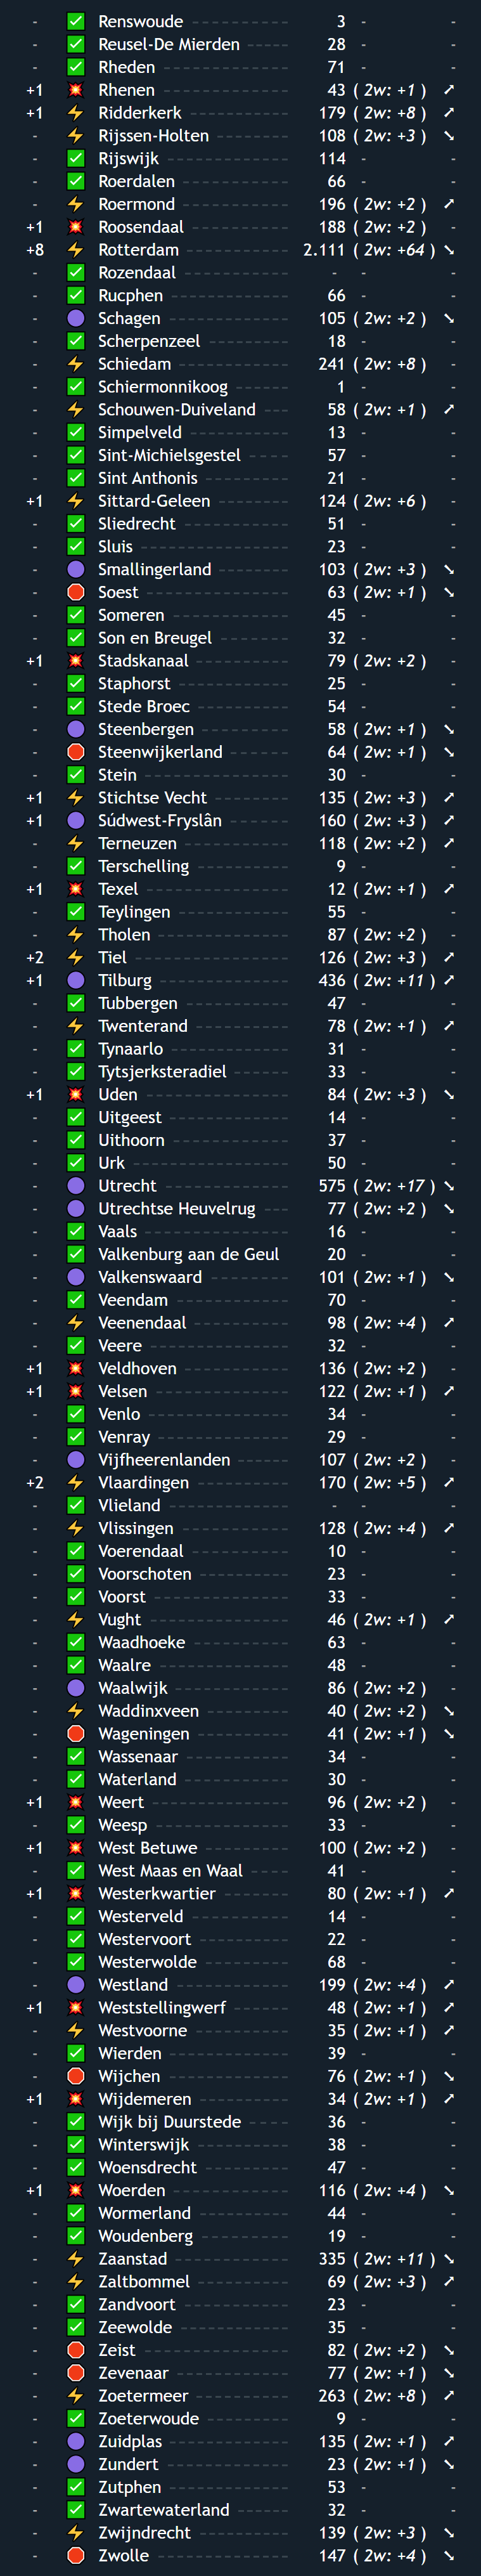 - ✅ Renswoude ------------- 3 - -
- ✅ Reusel-De Mierden ----- 28 - -
- ✅ Rheden ---------------- 71 - -
+1 💥 Rhenen --------------- 43 ( 2w: +1 ) ↗
+1 ⚡ Ridderkerk ----------- 179 ( 2w: +8 ) ↗
- ⚡ Rijssen-Holten -------- 108 ( 2w: +3 ) ↘
- ✅ Rijswijk -------------- 114 - -
- ✅ Roerdalen ------------ 66 - -
- ⚡ Roermond ------------- 196 ( 2w: +2 ) ↗
+1 💥 Roosendaal ---------- 188 ( 2w: +2 ) -
+8 ⚡ Rotterdam ----------- 2.111 ( 2w: +64 ) ↘
- ✅ Rozendaal ------------ - - -
- ✅ Rucphen -------------- 66 - -
- 🟣 Schagen -------------- 105 ( 2w: +2 ) ↘
- ✅ Scherpenzeel --------- 18 - -
- ⚡ Schiedam ------------- 241 ( 2w: +8 ) -
- ✅ Schiermonnikoog ------ 1 - -
- ⚡ Schouwen-Duiveland --- 58 ( 2w: +1 ) ↗
- ✅ Simpelveld ----------- 13 - -
- ✅ Sint-Michielsgestel ---- 57 - -
- ✅ Sint Anthonis --------- 21 - -
+1 ⚡ Sittard-Geleen ------- 124 ( 2w: +6 ) -
- ✅ Sliedrecht ------------ 51 - -
- ✅ Sluis ----------------- 23 - -
- 🟣 Smallingerland -------- 103 ( 2w: +3 ) ↘
- 🛑 Soest ---------------- 63 ( 2w: +1 ) ↘
- ✅ Someren -------------- 45 - -
- ✅ Son en Breugel -------- 32 - -
+1 💥 Stadskanaal ---------- 79 ( 2w: +2 ) -
- ✅ Staphorst ------------ 25 - -
- ✅ Stede Broec ---------- 54 - -
- 🟣 Steenbergen ---------- 58 ( 2w: +1 ) ↘
- 🛑 Steenwijkerland ------- 64 ( 2w: +1 ) ↘
- ✅ Stein ---------------- 30 - -
+1 ⚡ Stichtse Vecht ------- 135 ( 2w: +3 ) ↗
+1 🟣 Súdwest-Fryslân ------ 160 ( 2w: +3 ) ↗
- ⚡ Terneuzen ------------ 118 ( 2w: +2 ) ↗
- ✅ Terschelling ---------- 9 - -
+1 💥 Texel ---------------- 12 ( 2w: +1 ) ↗
- ✅ Teylingen ------------ 55 - -
- ⚡ Tholen --------------- 87 ( 2w: +2 ) -
+2 ⚡ Tiel ----------------- 126 ( 2w: +3 ) ↗
+1 🟣 Tilburg -------------- 436 ( 2w: +11 ) ↗
- ✅ Tubbergen ------------ 47 - -
- ⚡ Twenterand ----------- 78 ( 2w: +1 ) ↗
- ✅ Tynaarlo ------------- 31 - -
- ✅ Tytsjerksteradiel ------ 33 - -
+1 💥 Uden ---------------- 84 ( 2w: +3 ) ↘
- ✅ Uitgeest ------------- 14 - -
- ✅ Uithoorn ------------- 37 - -
- ✅ Urk ------------------ 50 - -
- 🟣 Utrecht -------------- 575 ( 2w: +17 ) ↘
- 🟣 Utrechtse Heuvelrug --- 77 ( 2w: +2 ) ↘
- ✅ Vaals ---------------- 16 - -
- ✅ Valkenburg aan de Geul 20 - -
- 🟣 Valkenswaard --------- 101 ( 2w: +1 ) ↘
- ✅ Veendam ------------- 70 - -
- ⚡ Veenendaal ----------- 98 ( 2w: +4 ) ↗
- ✅ Veere ---------------- 32 - -
+1 💥 Veldhoven ----------- 136 ( 2w: +2 ) -
+1 💥 Velsen --------------- 122 ( 2w: +1 ) ↗
- ✅ Venlo ---------------- 34 - -
- ✅ Venray --------------- 29 - -
- 🟣 Vijfheerenlanden ------ 107 ( 2w: +2 ) -
+2 ⚡ Vlaardingen ---------- 170 ( 2w: +5 ) ↗
- ✅ Vlieland ------------- - - -
- ⚡ Vlissingen ------------ 128 ( 2w: +4 ) ↗
- ✅ Voerendaal ----------- 10 - -
- ✅ Voorschoten ---------- 23 - -
- ✅ Voorst --------------- 33 - -
- ⚡ Vught ---------------- 46 ( 2w: +1 ) ↗
- ✅ Waadhoeke ----------- 63 - -
- ✅ Waalre --------------- 48 - -
- 🟣 Waalwijk ------------- 86 ( 2w: +2 ) -
- ⚡ Waddinxveen ---------- 40 ( 2w: +2 ) ↘
- 🛑 Wageningen ----------- 41 ( 2w: +1 ) ↘
- ✅ Wassenaar ------------ 34 - -
- ✅ Waterland ------------ 30 - -
+1 💥 Weert --------------- 96 ( 2w: +2 ) -
- ✅ Weesp ---------------- 33 - -
+1 💥 West Betuwe --------- 100 ( 2w: +2 ) -
- ✅ West Maas en Waal ---- 41 - -
+1 💥 Westerkwartier ------- 80 ( 2w: +1 ) ↗
- ✅ Westerveld ----------- 14 - -
- ✅ Westervoort ---------- 22 - -
- ✅ Westerwolde ---------- 68 - -
- 🟣 Westland ------------- 199 ( 2w: +4 ) ↗
+1 💥 Weststellingwerf ------ 48 ( 2w: +1 ) ↗
- ⚡ Westvoorne ----------- 35 ( 2w: +1 ) ↗
- ✅ Wierden -------------- 39 - -
- 🛑 Wijchen -------------- 76 ( 2w: +1 ) ↘
+1 💥 Wijdemeren ---------- 34 ( 2w: +1 ) ↗
- ✅ Wijk bij Duurstede ---- 36 - -
- ✅ Winterswijk ----------- 38 - -
- ✅ Woensdrecht ---------- 47 - -
+1 💥 Woerden ------------- 116 ( 2w: +4 ) ↘
- ✅ Wormerland ---------- 44 - -
- ✅ Woudenberg ---------- 19 - -
- ⚡ Zaanstad ------------- 335 ( 2w: +11 ) ↘
- ⚡ Zaltbommel ----------- 69 ( 2w: +3 ) ↗
- ✅ Zandvoort ------------ 23 - -
- ✅ Zeewolde ------------- 35 - -
- 🛑 Zeist ---------------- 82 ( 2w: +2 ) ↘
- 🛑 Zevenaar ------------- 77 ( 2w: +1 ) ↘
- ⚡ Zoetermeer ----------- 263 ( 2w: +8 ) ↗
- ✅ Zoeterwoude ---------- 9 - -
- 🟣 Zuidplas ------------- 135 ( 2w: +1 ) ↗
- 🟣 Zundert -------------- 23 ( 2w: +1 ) ↘
- ✅ Zutphen -------------- 53 - -
- ✅ Zwartewaterland ------ 32 - -
- ⚡ Zwijndrecht ---------- 139 ( 2w: +3 ) ↘
- 🛑 Zwolle --------------- 147 ( 2w: +4 ) ↘